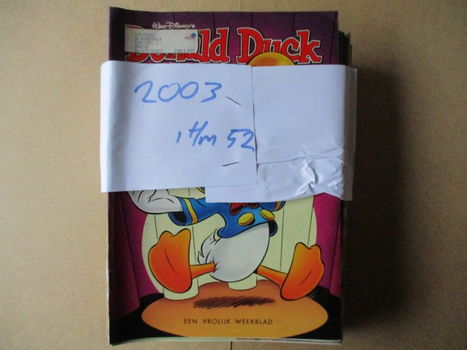 Walt Disney's
Donald Duck
2003
1 t/m 52
EEN VROLIJK WEEKBLAD